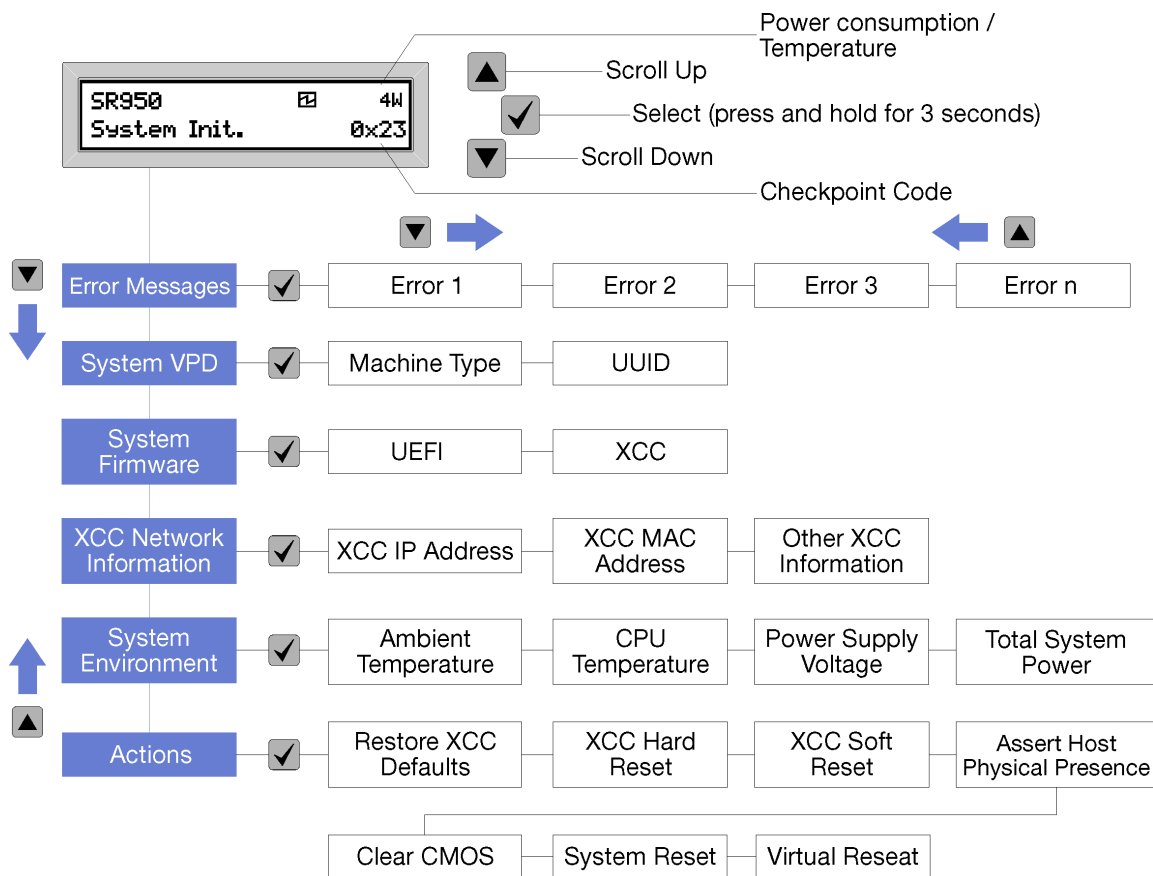 Power consumption /
Temperature
SR950 4W
System Init. 0x23
Scroll Up
Select (press and hold for 3 seconds)
Scroll Down
Checkpoint Code
Error Messages
Error 1
Error 2
Error 3
Error n
System VPD
Machine Type
UUID
System
Firmware
UEFI
XCC
XCC Network
Information
XCC IP Address
XCC MAC
Address
Other XCC
Information
System
Environment
Ambient
Temperature
CPU
Temperature
Power Supply
Voltage
Total System
Power
Actions
Restore XCC
Defaults
XCC Hard
Reset
XCC Soft
Reset
Assert Host
Physical Presence
Clear CMOS
System Reset
Virtual Reseat